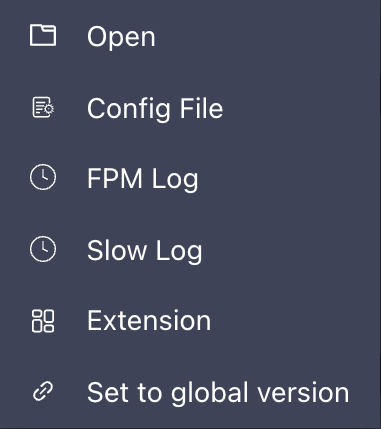 Open
Config File
FPM Log
Slow Log
Extension
Set to global version